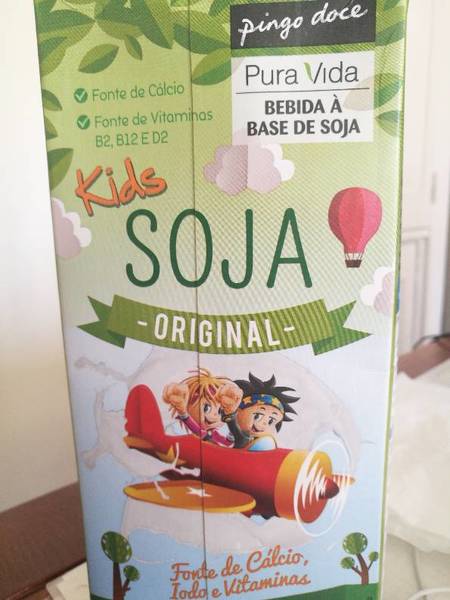 pingo doce
Pura Vida
BEBIDA À
BASE DE SOJA
Fonte de Cálcio
Fonte de Vitaminas
B2, B12 E D2
Kids
SOJA
- ORIGINAL -
Fonte de Cálcio,
Iodo e Vitaminas